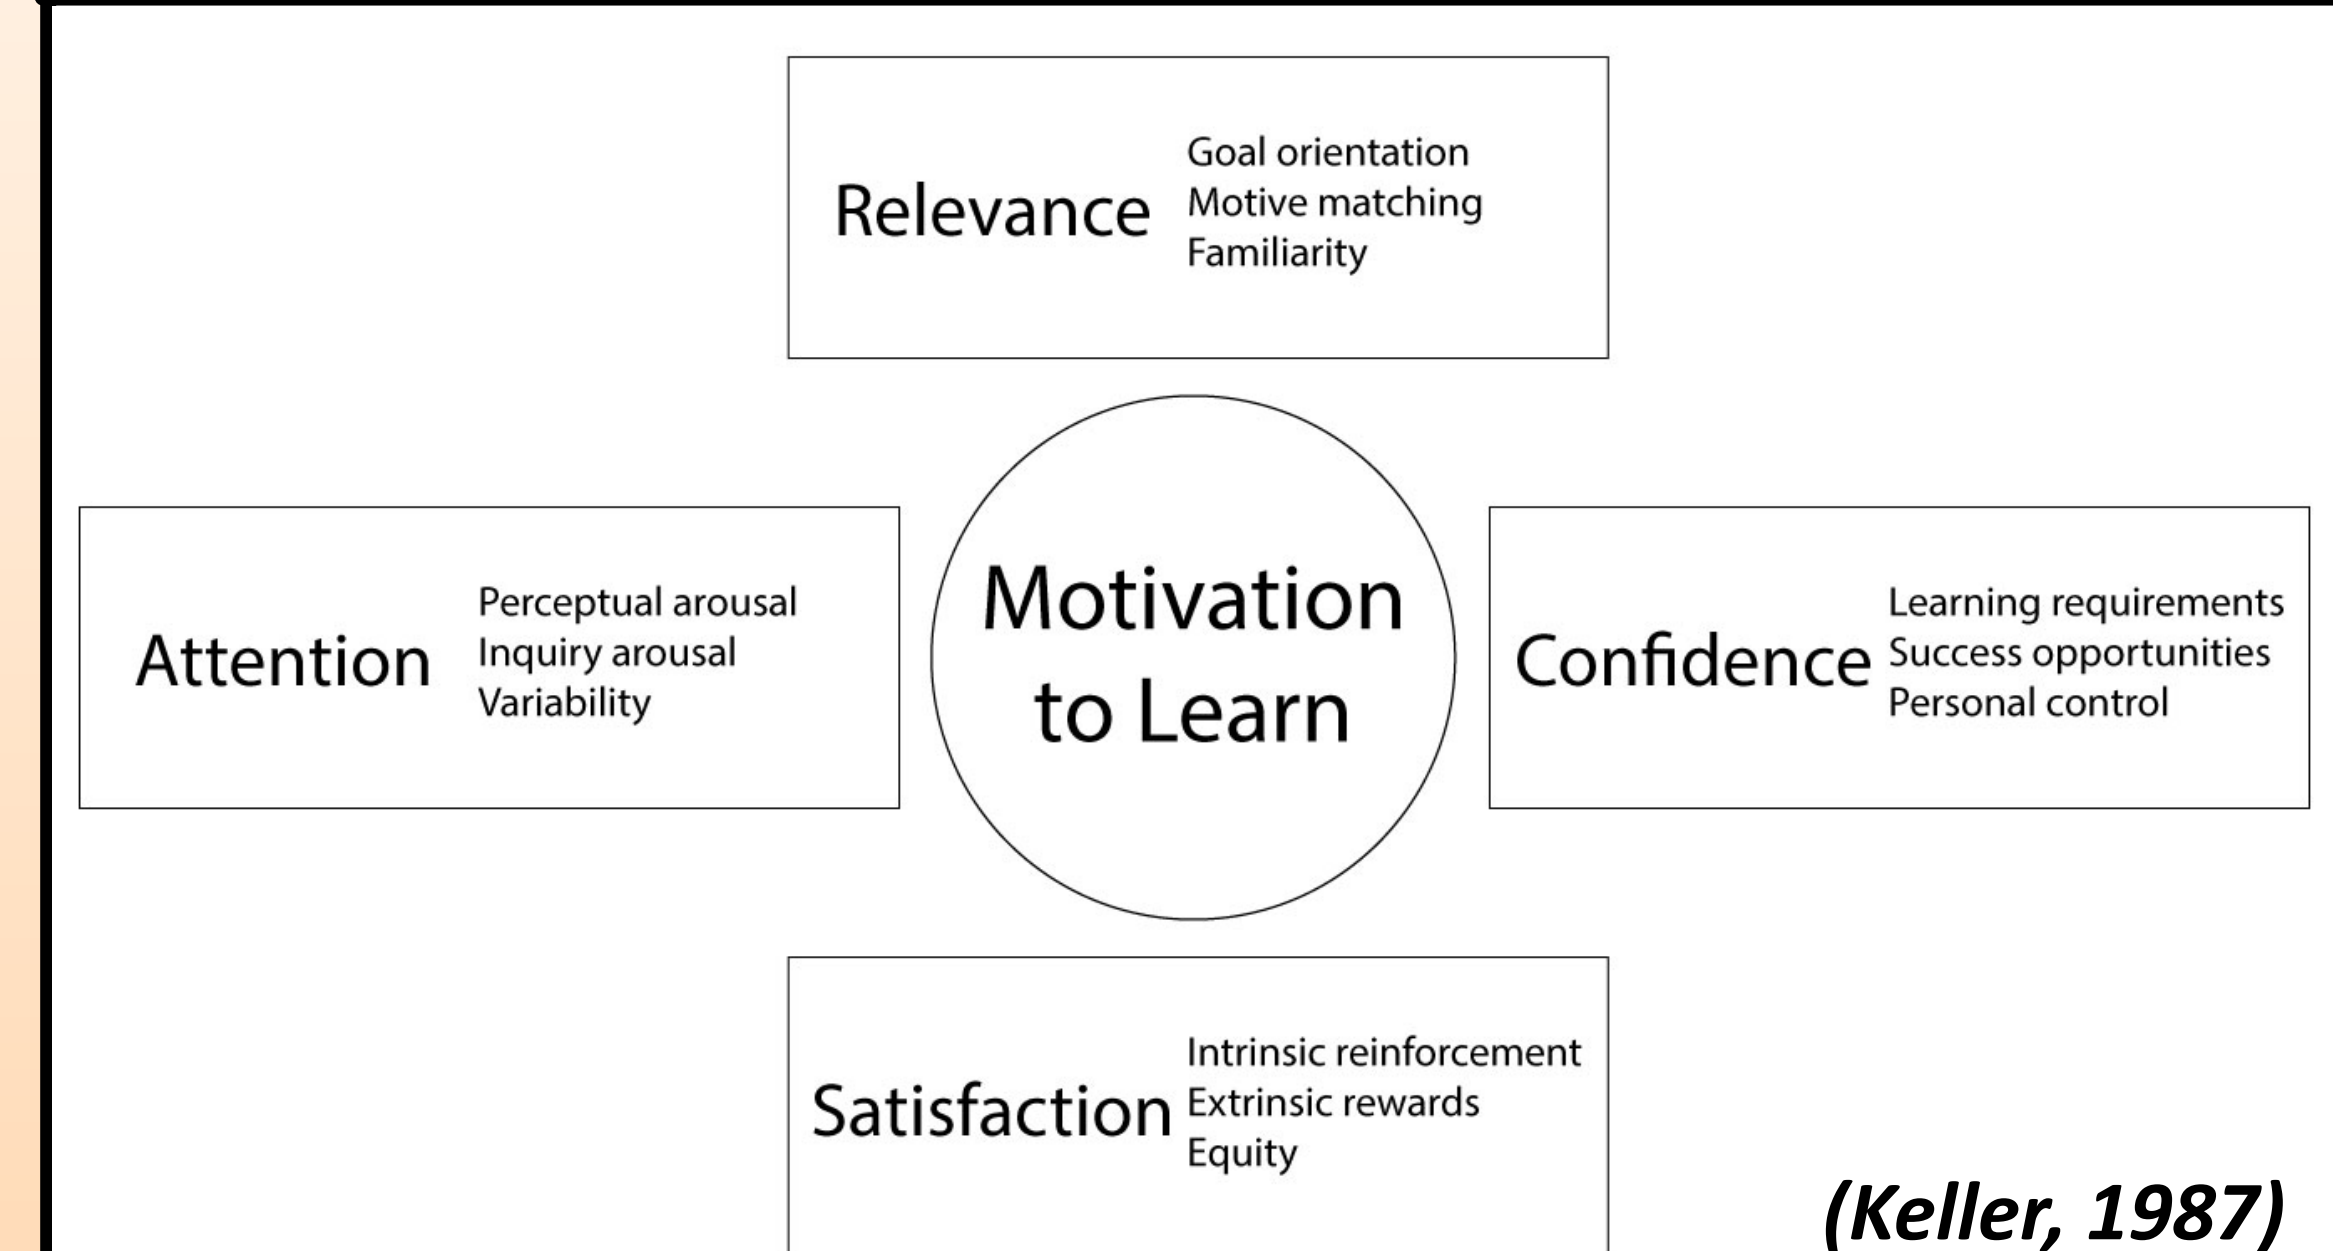 Relevance
Goal orientation
Motive matching
Familiarity
Attention
Perceptual arousal
Inquiry arousal
Variability
Motivation
to Learn
Confidence
Learning requirements
Success opportunities
Personal control
Satisfaction
Intrinsic reinforcement
Extrinsic rewards
Equity
(Keller, 1987)